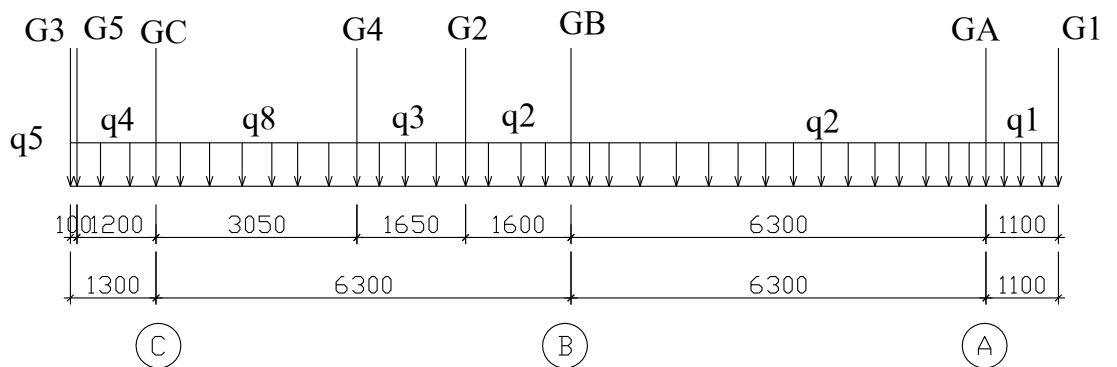 G3 G5 GC G4 G2 GB GA G1
q5 q4 q8 q3 q2 q2 q1
100 1200 3050 1650 1600 6300 1100
1300 6300 6300 1100
C B A